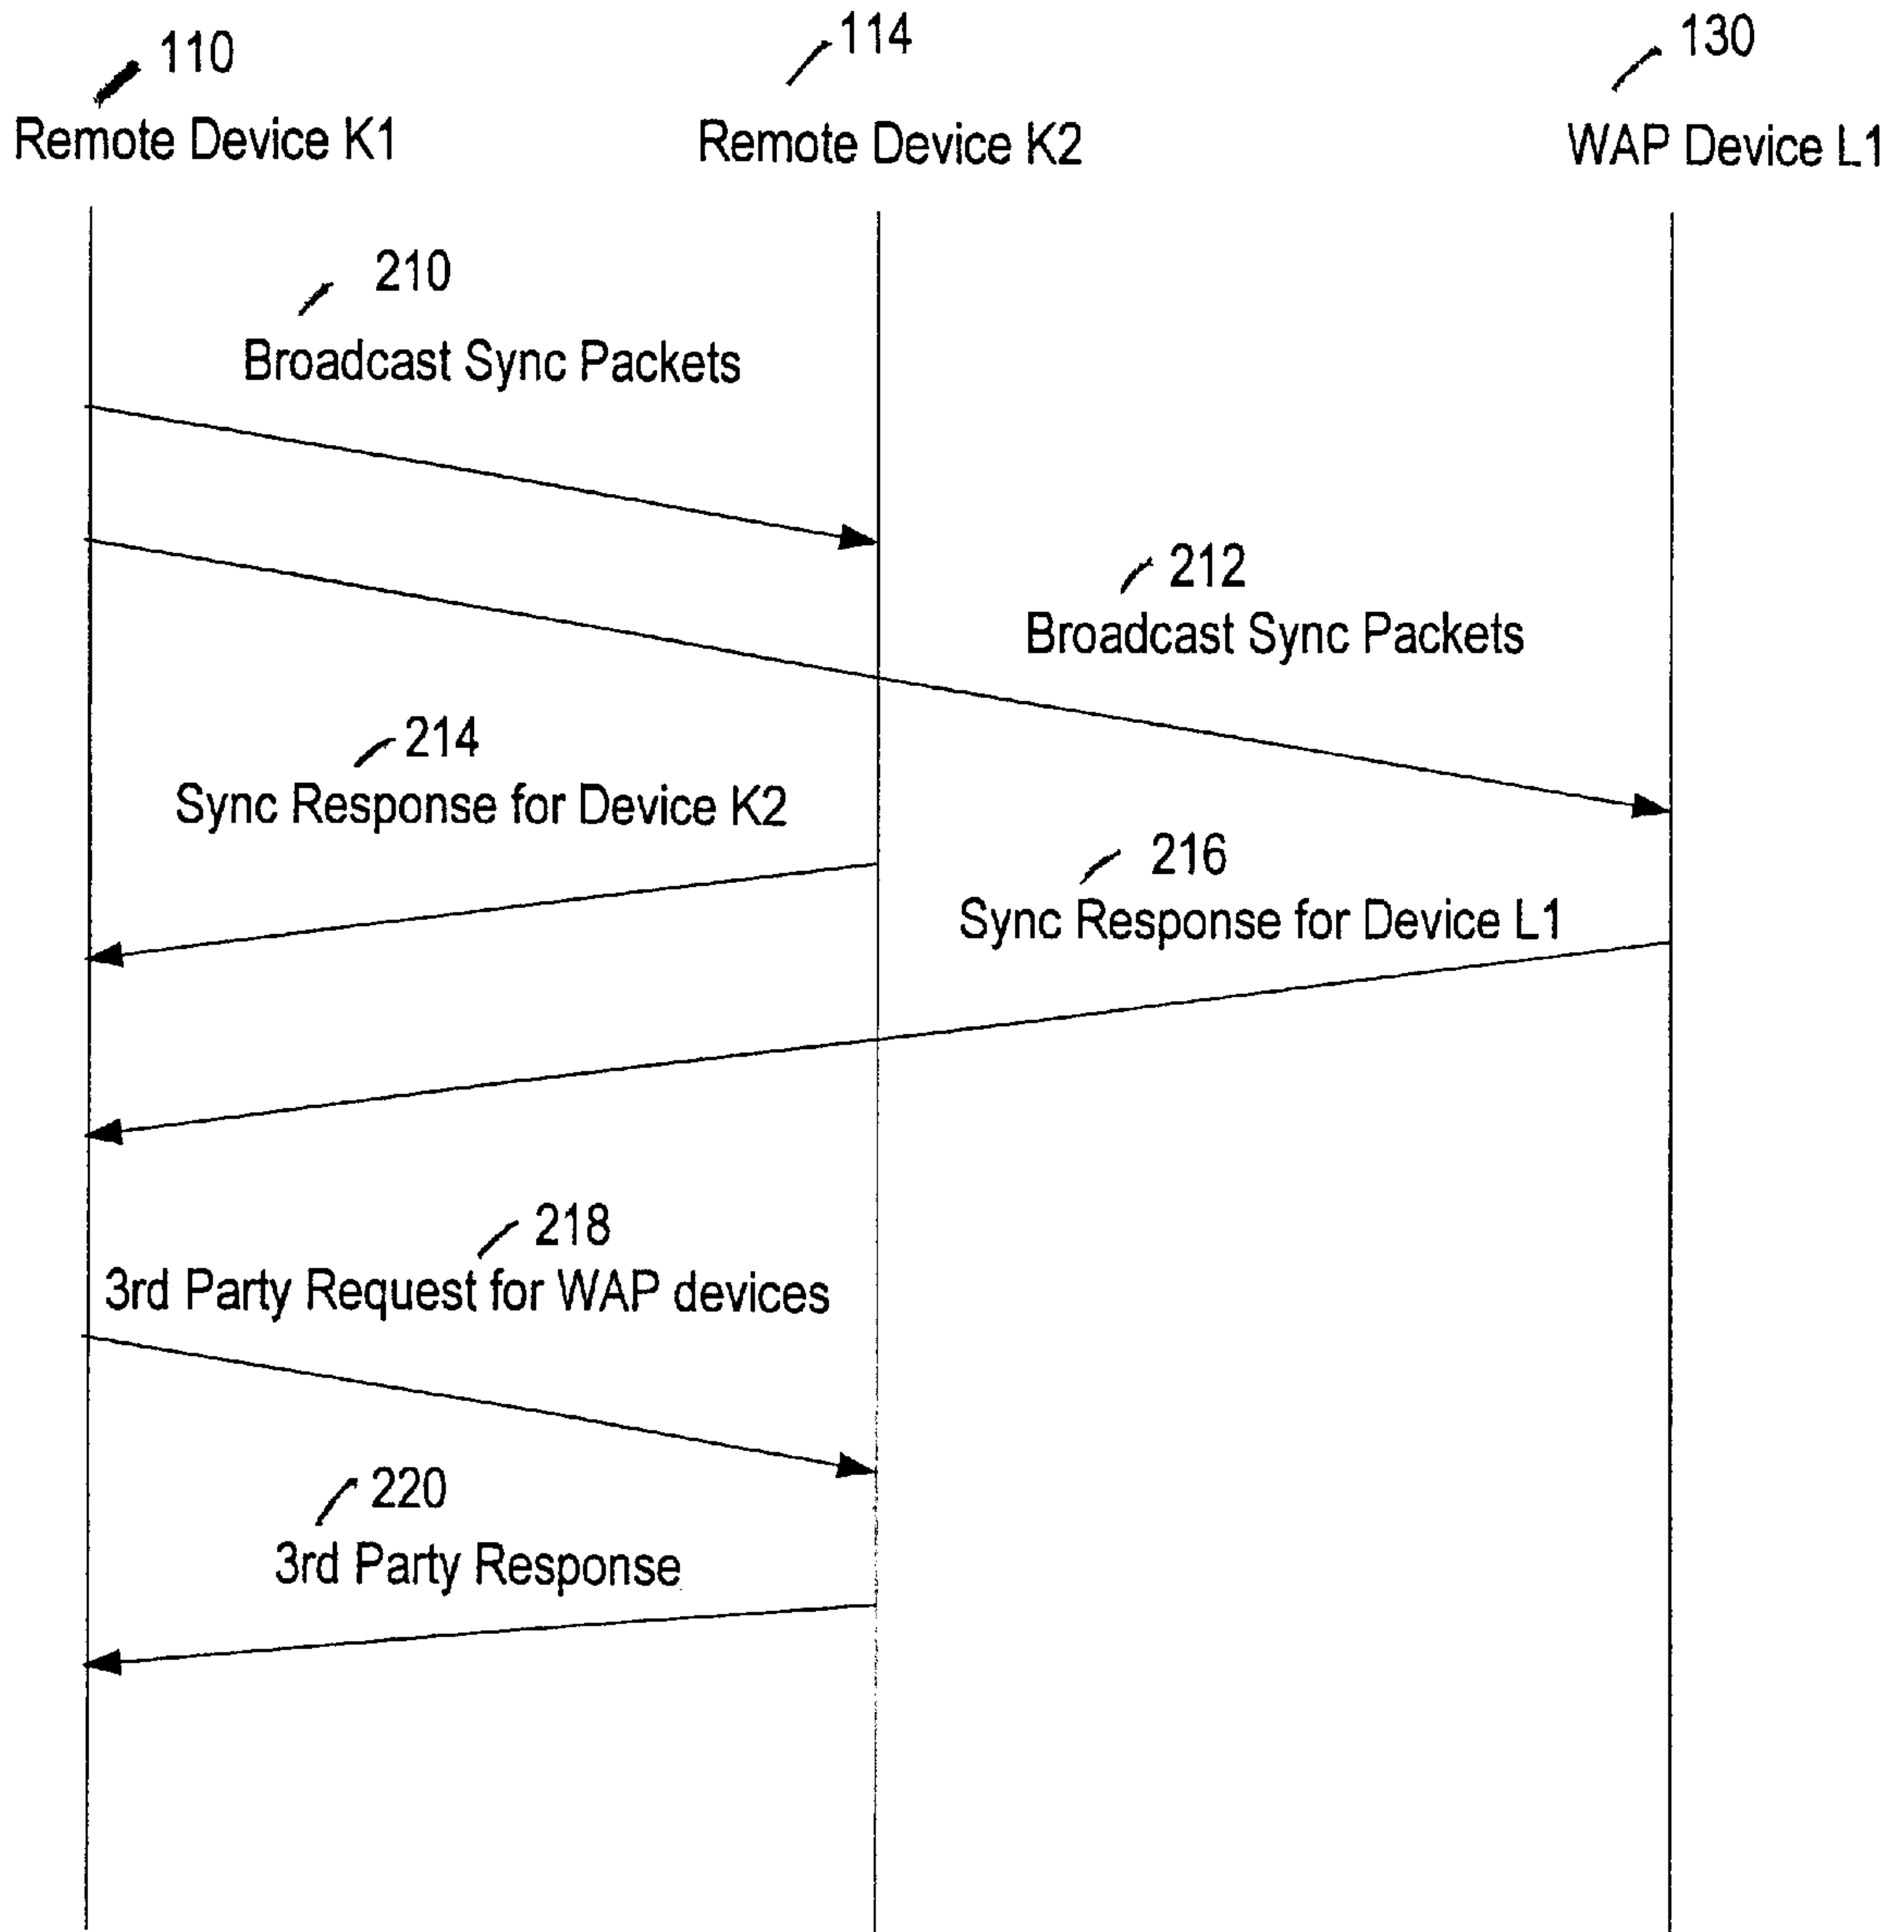 110
Remote Device K1
114
Remote Device K2
130
WAP Device L1
210
Broadcast Sync Packets
212
Broadcast Sync Packets
214
Sync Response for Device K2
216
Sync Response for Device L1
218
3rd Party Request for WAP devices
220
3rd Party Response